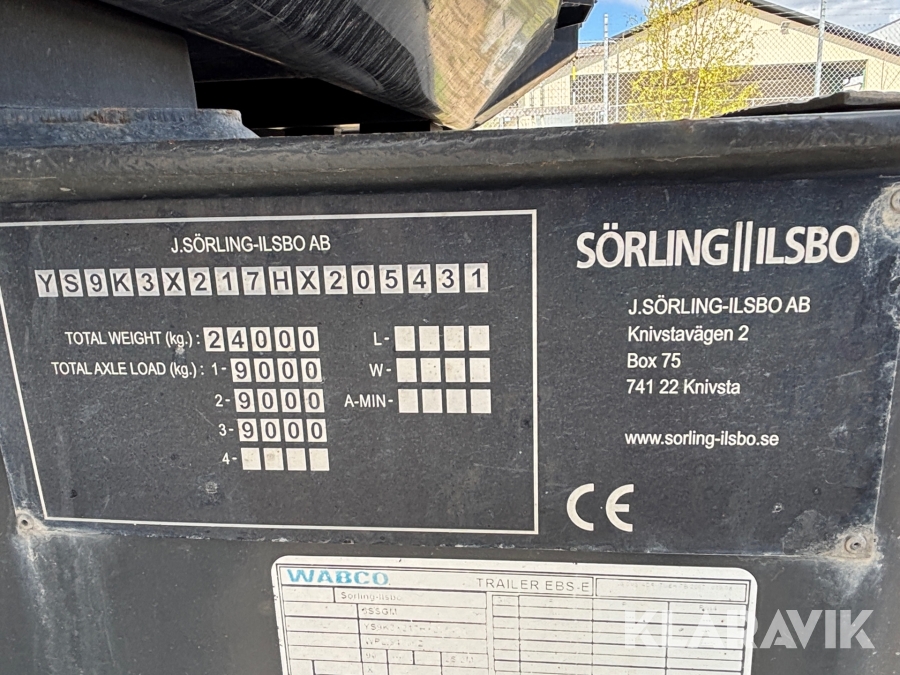 J.SÖRLING-ILSBO AB
YS9K3X217HX205431
TOTAL WEIGHT (kg.) : 24000
TOTAL AXLE LOAD (kg.) : 1- 9000
2- 9000
3- 9000
4-
L-
W-
A-MIN-
SÖRLING||ILSBO
J.SÖRLING-ILSBO AB
Knivstavägen 2
Box 75
741 22 Knivsta
www.sorling-ilsbo.se
CE
WABCO
TRAILER EBS-E
Sörling-Ilsbo
KLARAVIK